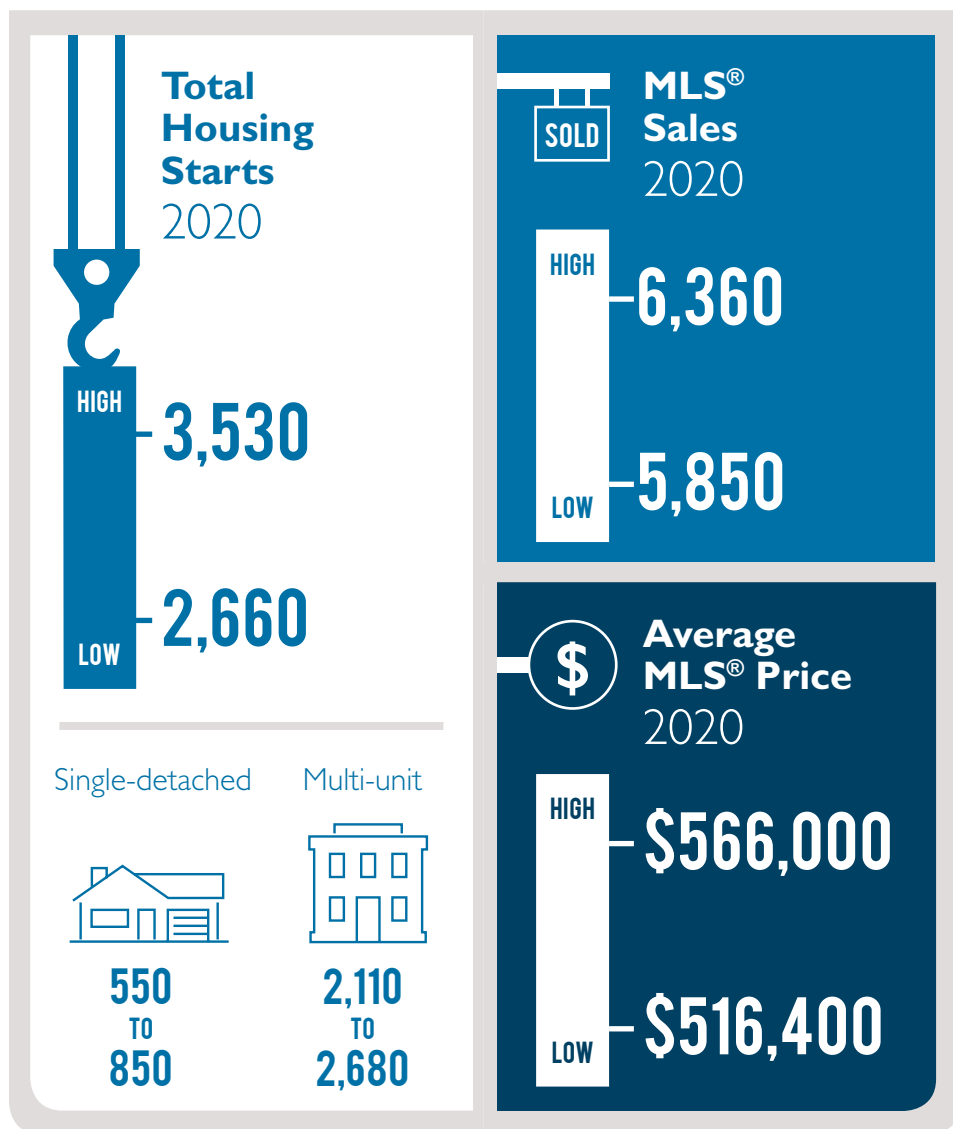 Total
Housing
Starts
2020
HIGH
3,530
2,660
LOW
Single-detached
550
TO
850
Multi-unit
2,110
TO
2,680
SOLD
MLS®
Sales
2020
HIGH
6,360
5,850
LOW
$
Average
MLS® Price
2020
HIGH
$566,000
$516,400
LOW